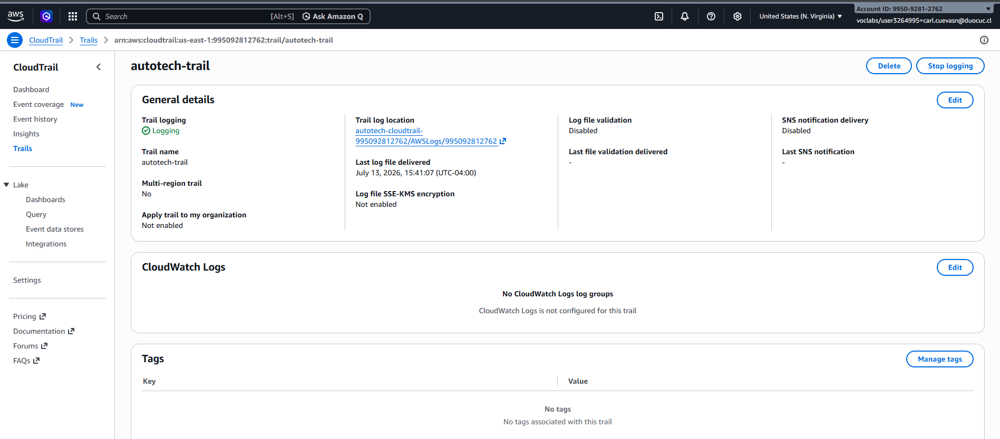 aws
Search [Alt+S] Ask Amazon Q
United States (N. Virginia)
Account ID: 9950-9281-2762
voclabs/user3264995=carl.cuevasn@duocuc.cl
CloudTrail
Trails
arn:aws:cloudtrail:us-east-1:995092812762:trail/autotech-trail
CloudTrail
Dashboard
Event coverage New
Event history
Insights
Trails
Lake
Dashboards
Query
Event data stores
Integrations
Settings
Pricing
Documentation
Forums
FAQs
autotech-trail
Delete
Stop logging
General details
Edit
Trail logging
Logging
Trail name
autotech-trail
Multi-region trail
No
Apply trail to my organization
Not enabled
Trail log location
autotech-cloudtrail-
995092812762/AWSLogs/995092812762
Last log file delivered
July 13, 2026, 15:41:07 (UTC-04:00)
Log file SSE-KMS encryption
Not enabled
Log file validation
Disabled
Last file validation delivered
-
SNS notification delivery
Disabled
Last SNS notification
-
CloudWatch Logs
Edit
No CloudWatch Logs log groups
CloudWatch Logs is not configured for this trail
Tags
Manage tags
Key
Value
No tags
No tags associated with this trail